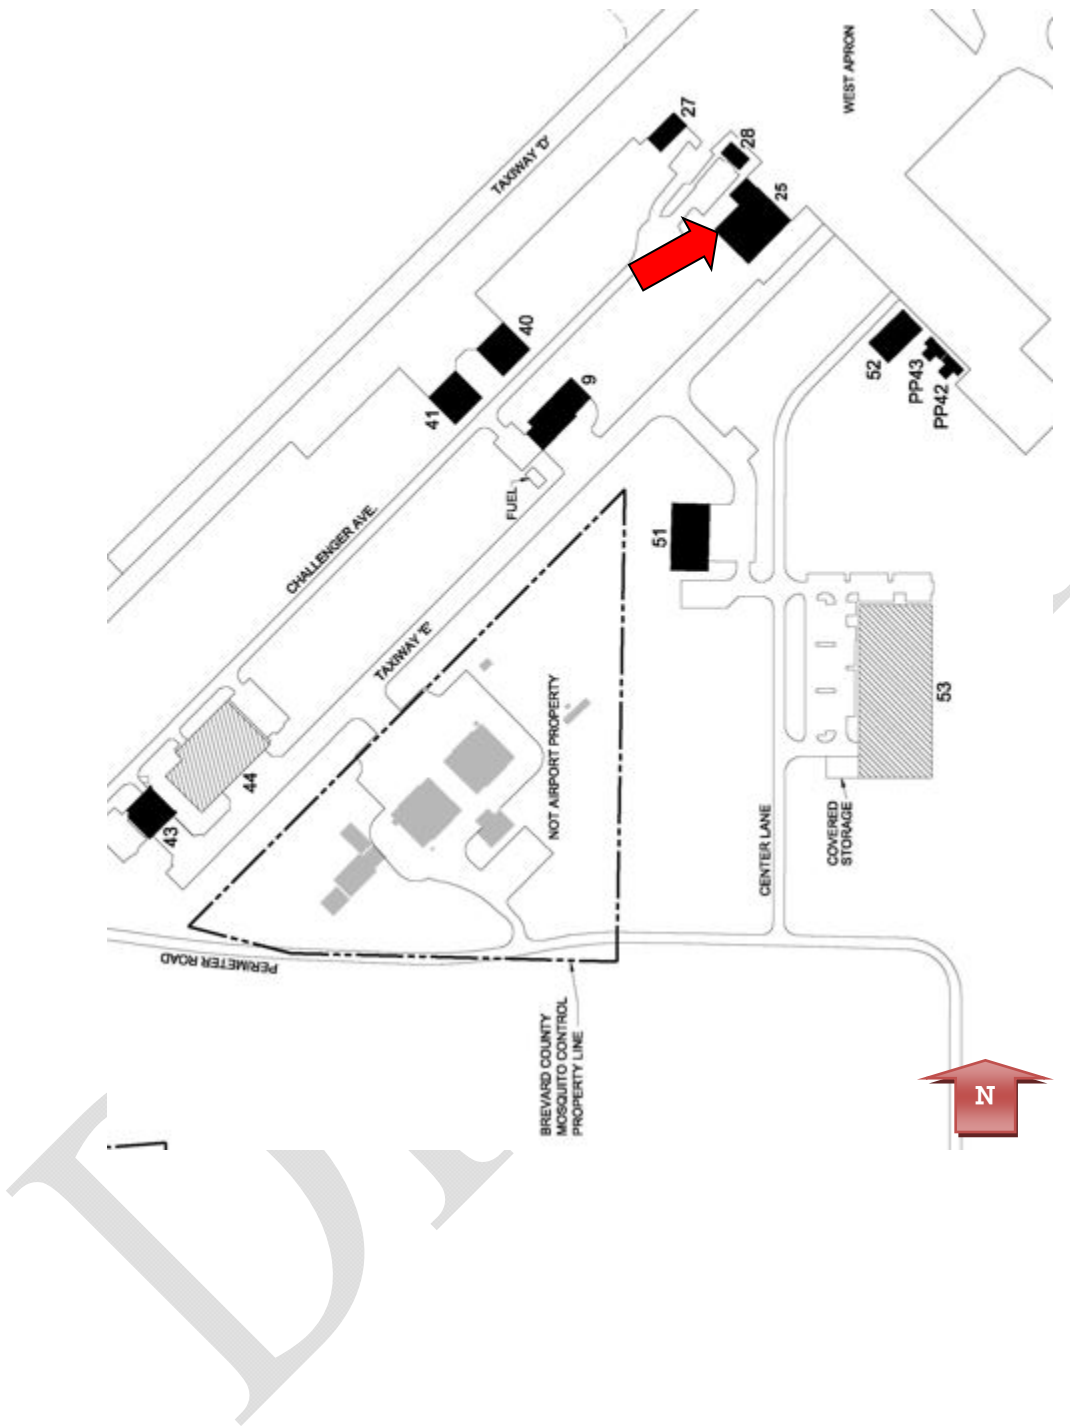 WEST APRON
27
28
TAXIWAY 'D'
25
40
52
PP43
PP42
9
41
FUEL
51
CHALLENGER AVE.
TAXIWAY 'E'
53
NOT AIRPORT PROPERTY
44
43
COVERED
STORAGE
CENTER LANE
PERIMETER ROAD
BREVARD COUNTY
MOSQUITO CONTROL
PROPERTY LINE
N